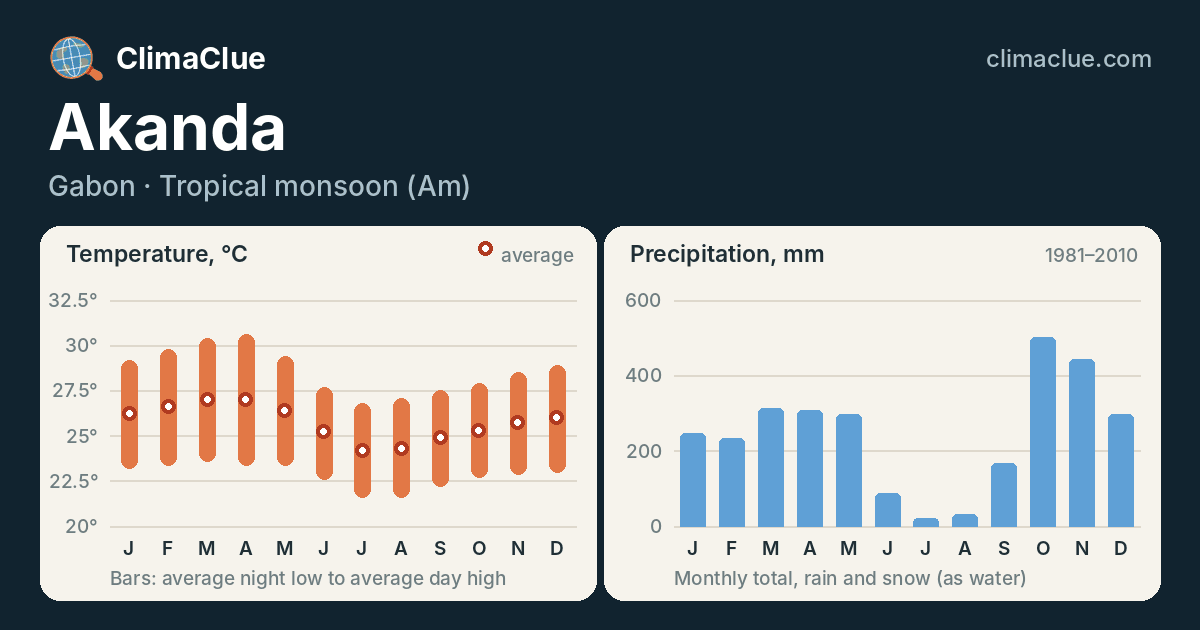 ClimaClue
climaclue.com
Akanda
Gabon · Tropical monsoon (Am)
Temperature, °C
average
32.5°
30°
27.5°
25°
22.5°
20°
J F M A M J J A S O N D
Bars: average night low to average day high
Precipitation, mm
1981–2010
600
400
200
0
J F M A M J J A S O N D
Monthly total, rain and snow (as water)